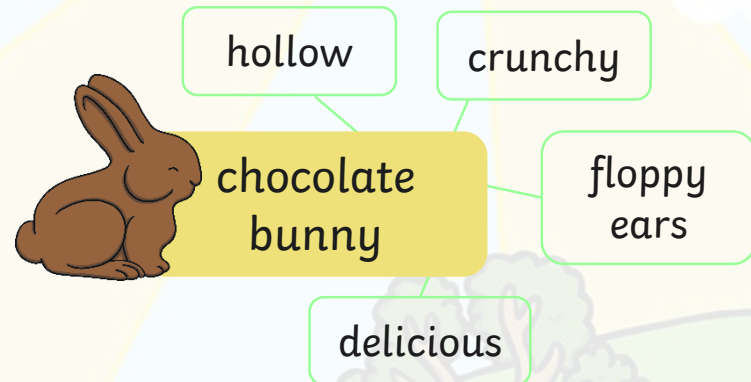 hollow
crunchy
chocolate
bunny
floppy
ears
delicious